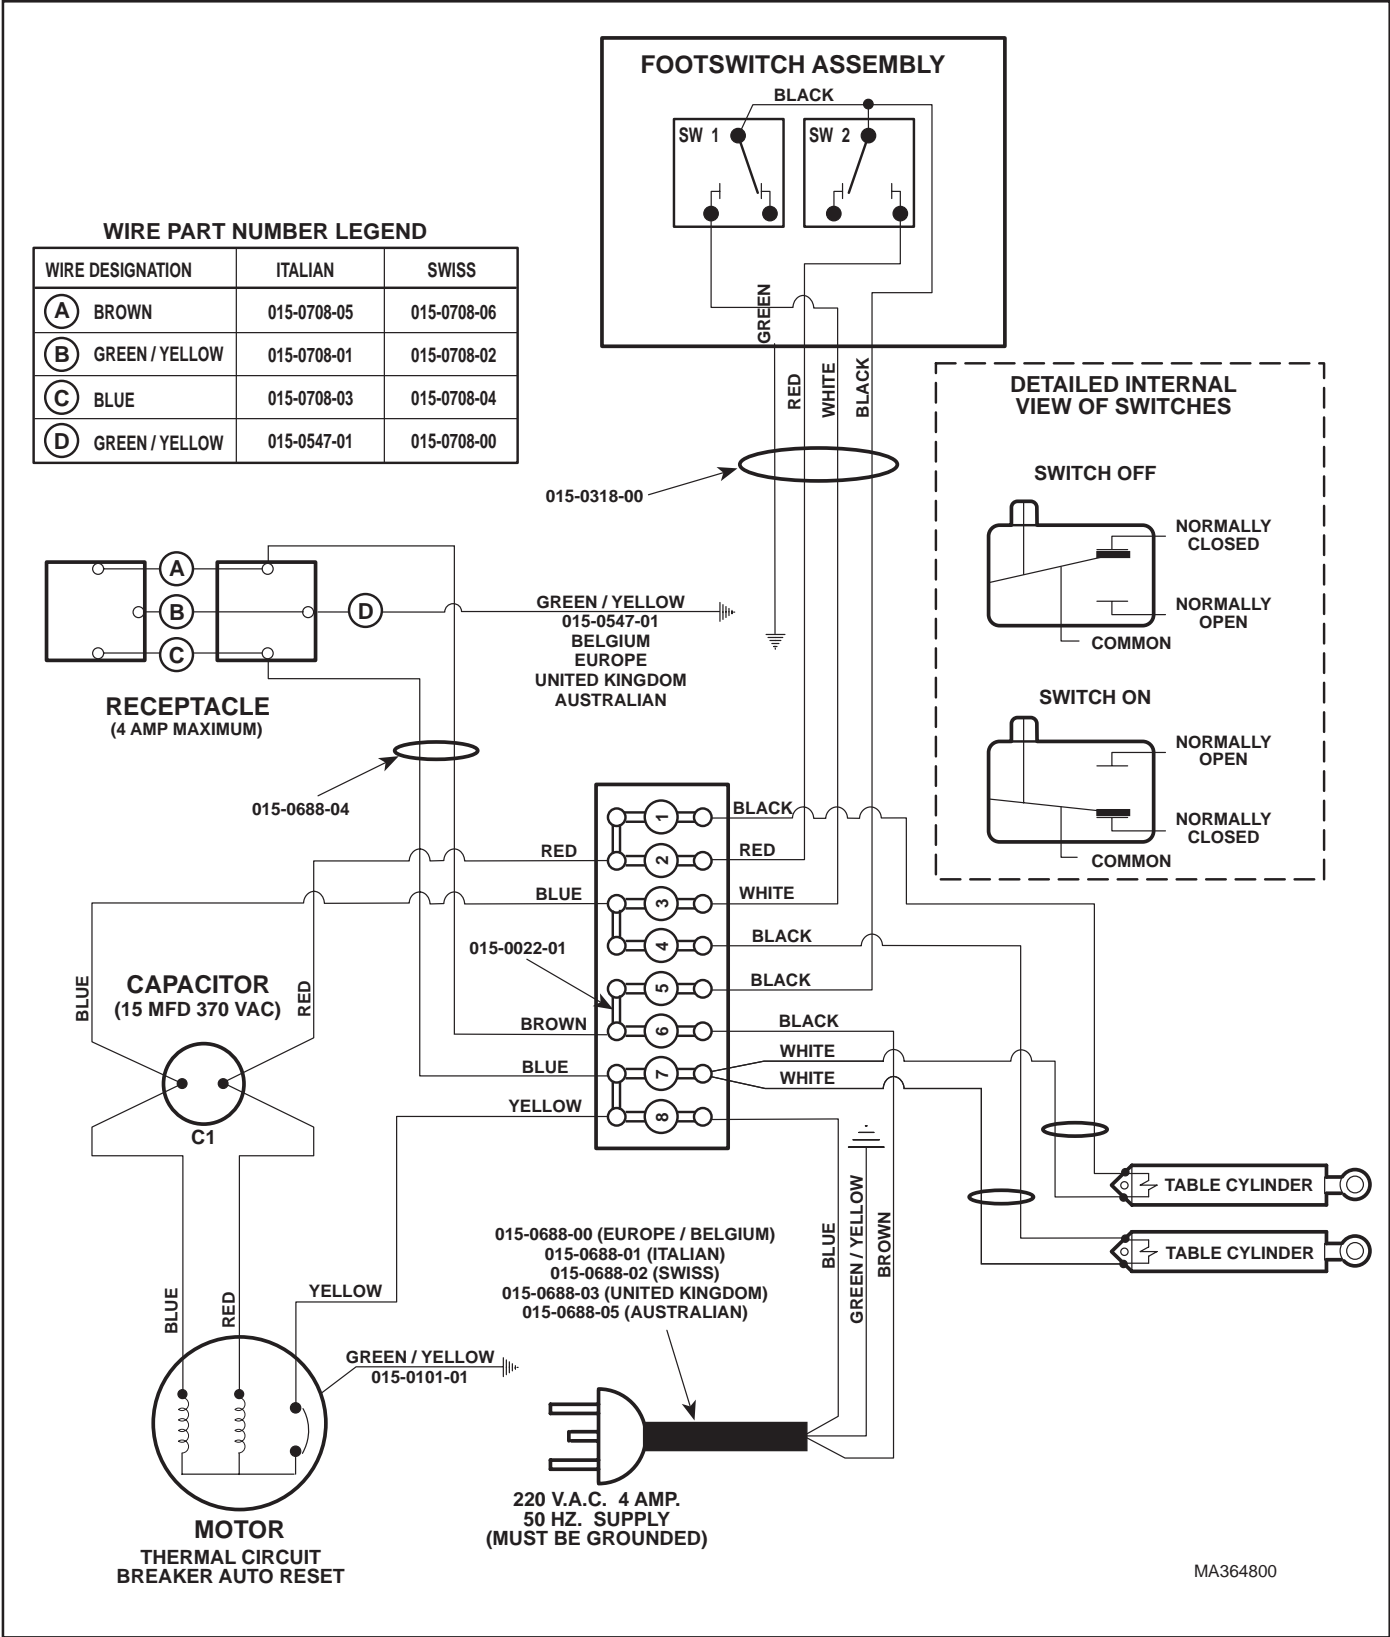 FOOTSWITCH ASSEMBLY
BLACK
SW 1
SW 2
GREEN
RED
WHITE
BLACK
015-0318-00
WIRE PART NUMBER LEGEND
WIRE DESIGNATION ITALIAN SWISS
A BROWN 015-0708-05 015-0708-06
B GREEN / YELLOW 015-0708-01 015-0708-02
C BLUE 015-0708-03 015-0708-04
D GREEN / YELLOW 015-0547-01 015-0708-00
DETAILED INTERNAL
VIEW OF SWITCHES
SWITCH OFF
NORMALLY
CLOSED
NORMALLY
OPEN
COMMON
SWITCH ON
NORMALLY
OPEN
NORMALLY
CLOSED
COMMON
A
B
C
D
RECEPTACLE
(4 AMP MAXIMUM)
GREEN / YELLOW
015-0547-01
BELGIUM
EUROPE
UNITED KINGDOM
AUSTRALIAN
015-0688-04
1
BLACK
RED
2
RED
BLUE
3
WHITE
015-0022-01
4
BLACK
5
BLACK
BROWN
6
BLACK
BLUE
7
WHITE
WHITE
YELLOW
8
BLUE
CAPACITOR
(15 MFD 370 VAC)
RED
C1
BLUE
GREEN / YELLOW
BROWN
TABLE CYLINDER
TABLE CYLINDER
015-0688-00 (EUROPE / BELGIUM)
015-0688-01 (ITALIAN)
015-0688-02 (SWISS)
015-0688-03 (UNITED KINGDOM)
015-0688-05 (AUSTRALIAN)
BLUE
RED
YELLOW
GREEN / YELLOW
015-0101-01
MOTOR
THERMAL CIRCUIT
BREAKER AUTO RESET
220 V.A.C. 4 AMP.
50 HZ. SUPPLY
(MUST BE GROUNDED)
MA364800